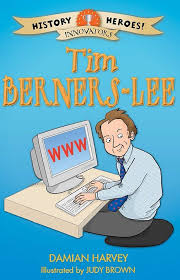 HISTORY HEROES!
INNOVATORS
Tim
BERNERS-LEE
WWW
DAMIAN HARVEY
Illustrated by JUDY BROWN